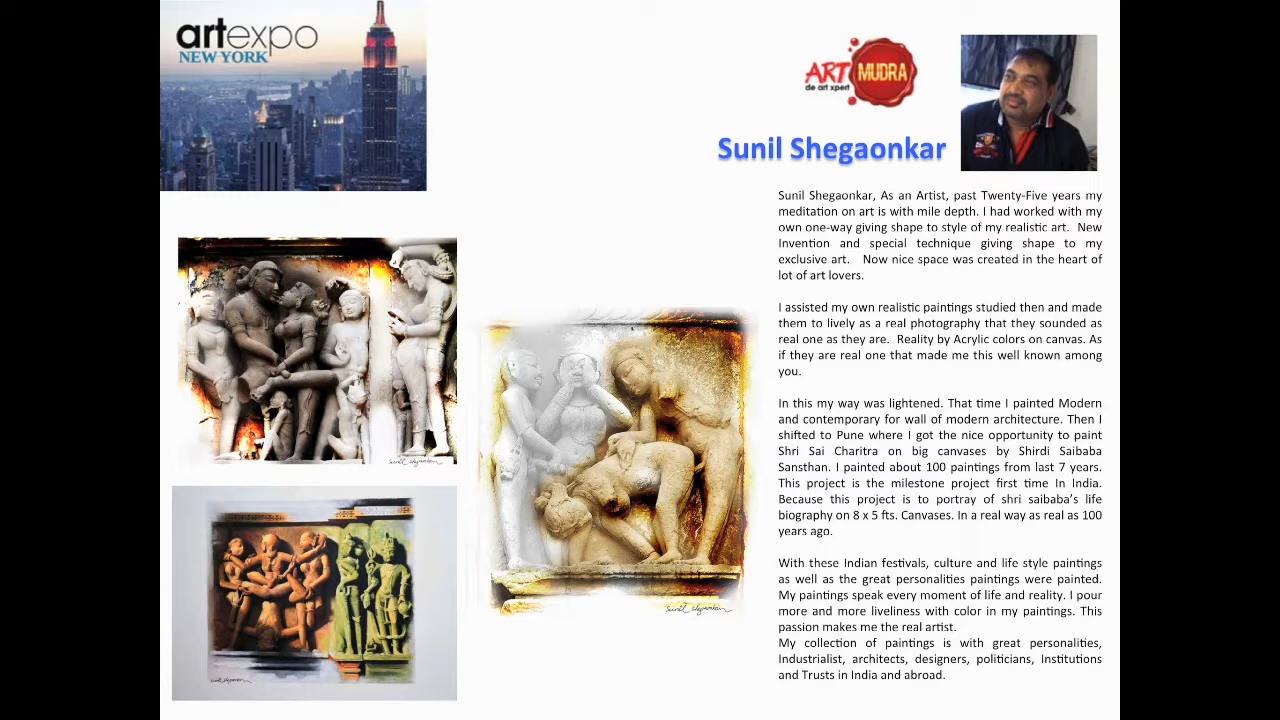 artexpo
NEW YORK
ART MUDRA
de art xpert
Sunil Shegaonkar
Sunil Shegaonkar, As an Artist, past Twenty-Five years my
meditation on art is with mile depth. I had worked with my
own one-way giving shape to style of my realistic art. New
Invention and special technique giving shape to my
exclusive art. Now nice space was created in the heart of
lot of art lovers.
I assisted my own realistic paintings studied then and made
them to lively as a real photography that they sounded as
real one as they are. Reality by Acrylic colors on canvas. As
if they are real one that made me this well known among
you.
In this my way was lightened. That time I painted Modern
and contemporary for wall of modern architecture. Then I
shifted to Pune where I got the nice opportunity to paint
Shri Sai Charitra on big canvases by Shirdi Saibaba
Sansthan. I painted about 100 paintings from last 7 years.
This project is the milestone project first time In India.
Because this project is to portray of shri saibaba's life
biography on 8 x 5 fts. Canvases. In a real way as real as 100
years ago.
With these Indian festivals, culture and life style paintings
as well as the great personalities paintings were painted.
My paintings speak every moment of life and reality. I pour
more and more liveliness with color in my paintings. This
passion makes me the real artist.
My collection of paintings is with great personalities,
Industrialist, architects, designers, politicians, Institutions
and Trusts in India and abroad.
Sunil Shegaonkar
Sunil Shegaonkar
Sunil Shegaonkar